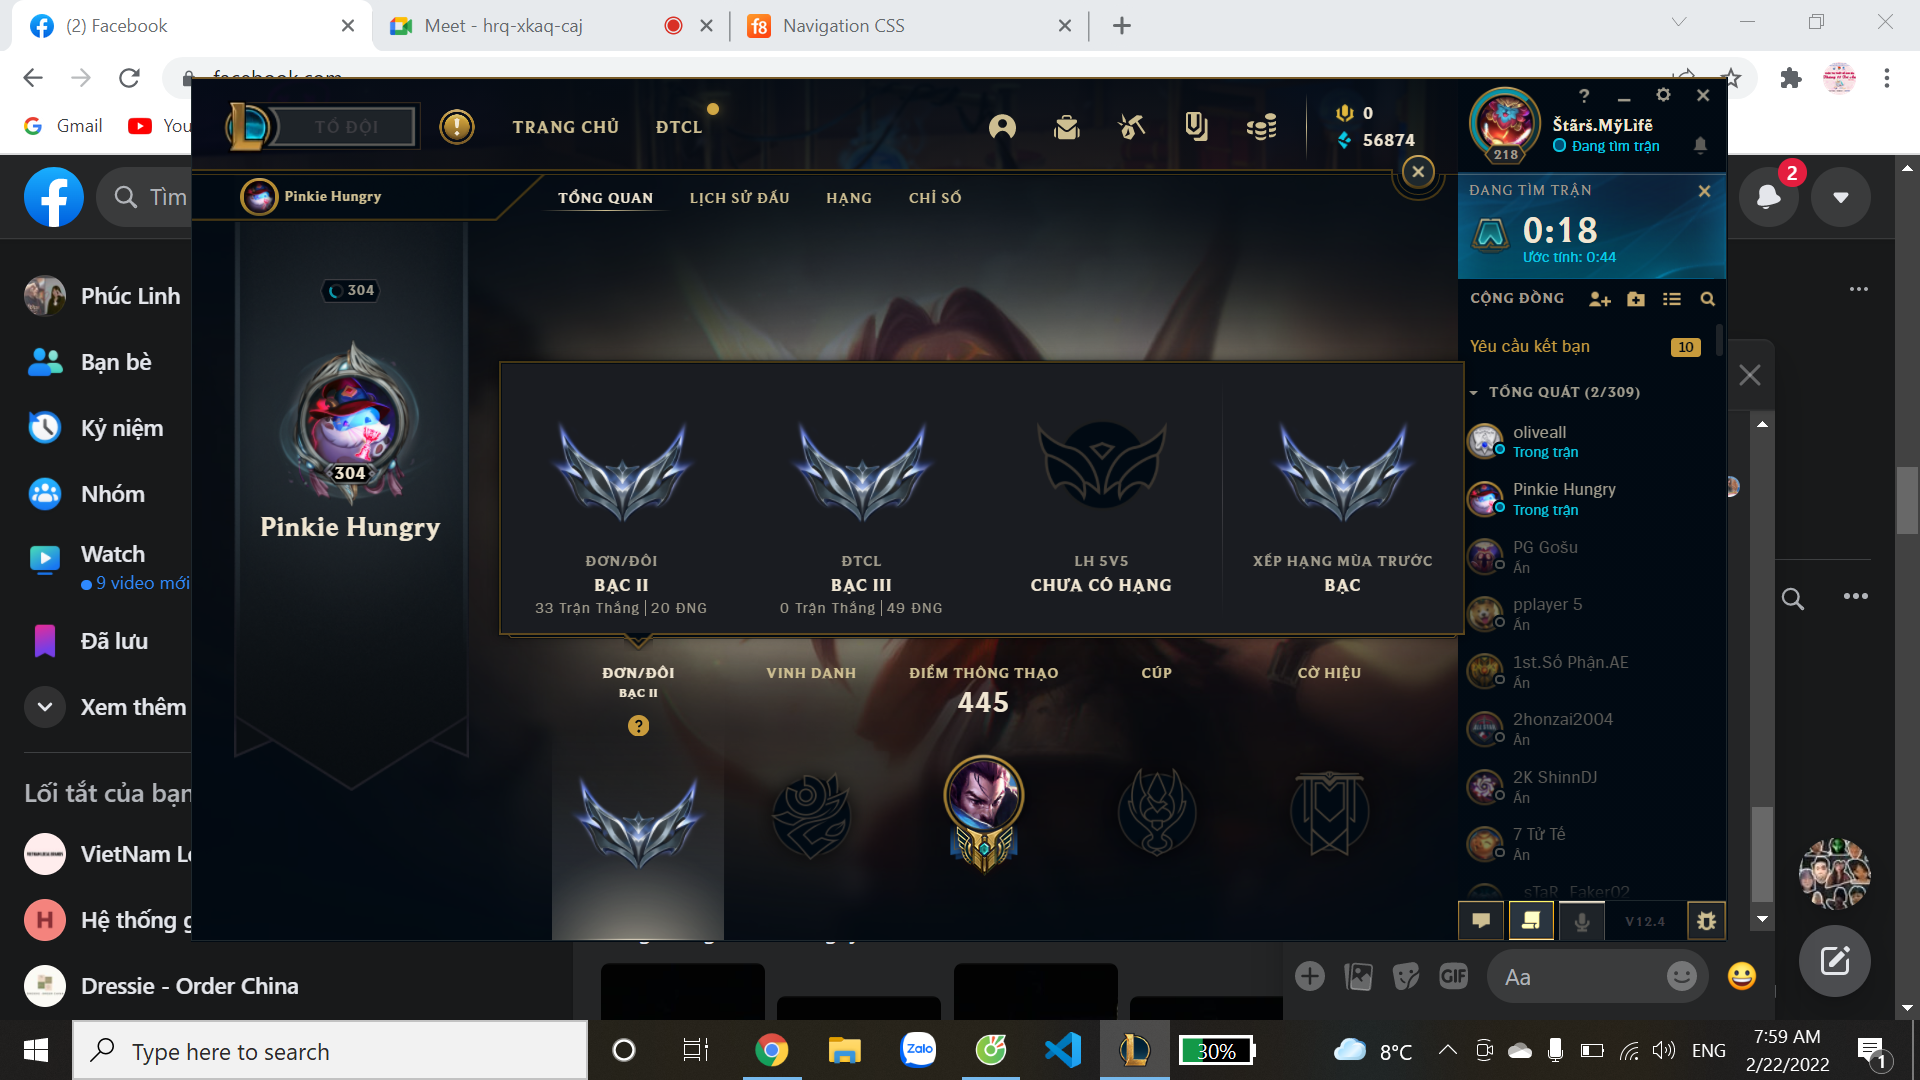 (2) Facebook
Meet - hrq-xkaq-caj
f8 Navigation CSS
facebook.com
Gmail
You
TỔ ĐỘI
TRANG CHỦ
ĐTCL
0
56874
218
Štãrš.MỹLìfẽ
Đang tìm trận
Pinkie Hungry
TỔNG QUAN
LỊCH SỬ ĐẤU
HẠNG
CHỈ SỐ
ĐANG TÌM TRẬN
0:18
Ước tính: 0:44
CỘNG ĐỒNG
Yêu cầu kết bạn
10
TỔNG QUÁT (2/309)
oliveall
Trong trận
Pinkie Hungry
Trong trận
PG Gošu
Ẩn
pplayer 5
Ẩn
1st.Số Phận.AE
Ẩn
2honzai2004
Ẩn
2K ShinnDJ
Ẩn
7 Tử Tế
Ẩn
_sTaR_Faker02
V12.4
304
304
Pinkie Hungry
ĐƠN/ĐÔI
BẠC II
33 Trận Thắng | 20 ĐNG
ĐTCL
BẠC III
0 Trận Thắng | 49 ĐNG
LH 5V5
CHƯA CÓ HẠNG
XẾP HẠNG MÙA TRƯỚC
BẠC
ĐƠN/ĐÔI
BẠC II
?
VINH DANH
ĐIỂM THÔNG THẠO
445
CÚP
CỜ HIỆU
Tìm
2
Phúc Linh
Bạn bè
Kỷ niệm
Nhóm
Watch
9 video mới
Đã lưu
Xem thêm
Lối tắt của bạn
VietNam Le
H Hệ thống g
Dressie - Order China
GIF
Aa
Type here to search
Zalo
30%
8°C
ENG
7:59 AM
2/22/2022
1